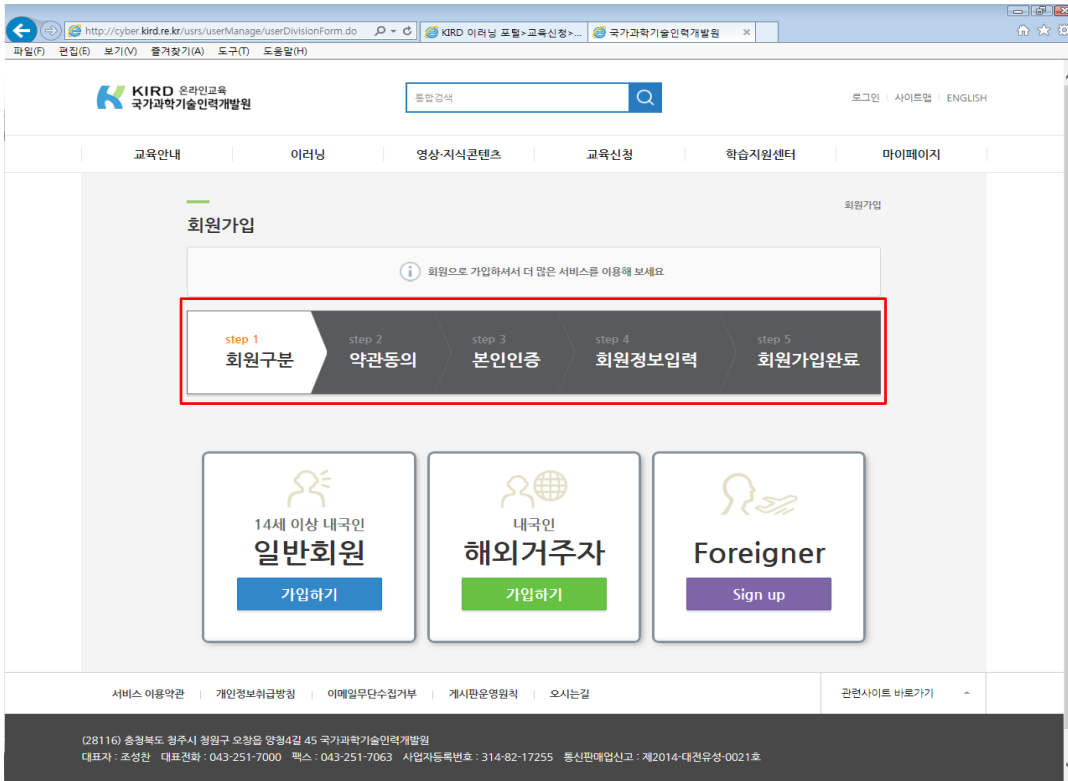 http://cyber.kird.re.kr/usrs/userManage/userDivisionForm.do
KIRD 이러닝 포털>교육신청>...
국가과학기술인력개발원
파일(F) 편집(E) 보기(V) 즐겨찾기(A) 도구(T) 도움말(H)
KIRD 온라인교육
국가과학기술인력개발원
통합검색
로그인 사이트맵 ENGLISH
교육안내 이러닝 영상·지식콘텐츠 교육신청 학습지원센터 마이페이지
회원가입
회원가입
회원으로 가입하셔서 더 많은 서비스를 이용해 보세요
step 1 step 2 step 3 step 4 step 5
회원구분 약관동의 본인인증 회원정보입력 회원가입완료
14세 이상 내국인
일반회원
가입하기
내국인
해외거주자
가입하기
Foreigner
Sign up
서비스 이용약관 개인정보취급방침 이메일무단수집거부 게시판운영원칙 오시는길
관련사이트 바로가기
(28116) 충청북도 청주시 청원구 오창읍 양청4길 45 국가과학기술인력개발원
대표자 : 조성찬 대표전화 : 043-251-7000 팩스 : 043-251-7063 사업자등록번호 : 314-82-17255 통신판매업신고 : 제2014-대전유성-0021호